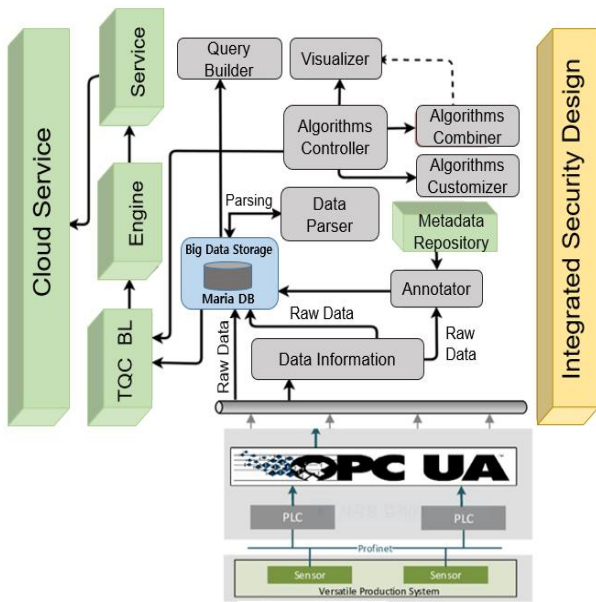 Cloud Service
Service
Engine
TQC BL
Query
Builder
Visualizer
Algorithms
Controller
Algorithms
Combiner
Algorithms
Customizer
Parsing
Data
Parser
Metadata
Repository
Big Data Storage
Maria DB
Annotator
Raw Data
Raw Data
Raw
Data
Data Information
Integrated Security Design
OPC UA™
PLC
PLC
Profinet
Sensor
Sensor
Versatile Production System